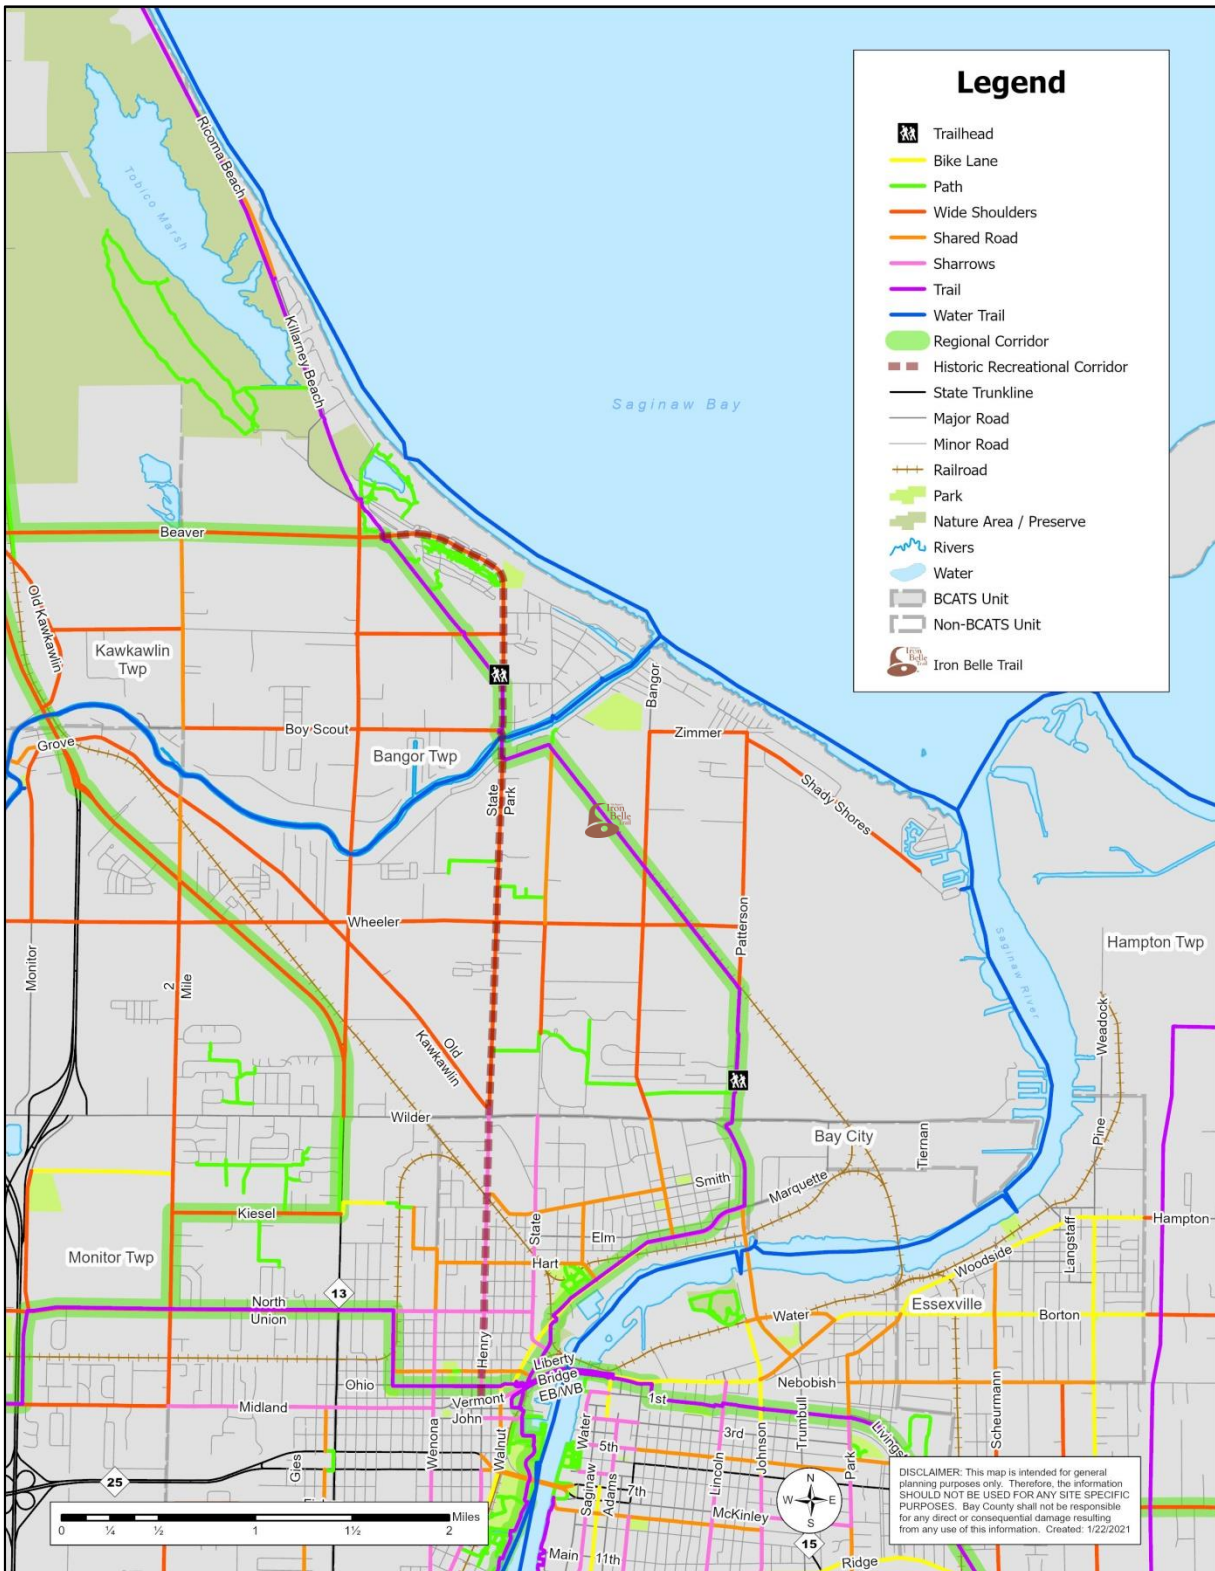 Legend
Trailhead
Bike Lane
Path
Wide Shoulders
Shared Road
Sharrows
Trail
Water Trail
Regional Corridor
Historic Recreational Corridor
State Trunkline
Major Road
Minor Road
Railroad
Park
Nature Area / Preserve
Rivers
Water
BCATS Unit
Non-BCATS Unit
Iron Belle Trail
Ricoma Beach
Tobico Marsh
Killarney Beach
Saginaw Bay
Beaver
Old Kawkawlin
Kawkawlin
Twp
Bangor
Zimmer
Boy Scout
Grove
Bangor Twp
State
Park
Shady Shores
Iron
Belle
Trail
Wheeler
Patterson
Saginaw River
Hampton Twp
Monitor
2
Mile
Old
Kawkawlin
Weadock
Wilder
Bay City
Tiernan
Pine
Smith
Marquette
Kiesel
State
Elm
Langstaff
Hampton
Monitor Twp
Hart
Woodside
13
North
Union
Essexville
Water
Borton
Henry
Liberty
Bridge
EB/WB
Ohio
Vermont
1st
Nebobish
Midland
John
Wenona
Walnut
Water
3rd
Trumbull
Livings
Scheurmann
5th
Lincoln
Johnson
Park
Gies
Saginaw
Adams
7th
25
McKinley
N
W E
S
15
Main
11th
Ridge
Miles
0 ¼ ½ 1 1½ 2
DISCLAIMER: This map is intended for general
planning purposes only. Therefore, the information
SHOULD NOT BE USED FOR ANY SITE SPECIFIC
PURPOSES. Bay County shall not be responsible
for any direct or consequential damage resulting
from any use of this information. Created: 1/22/2021